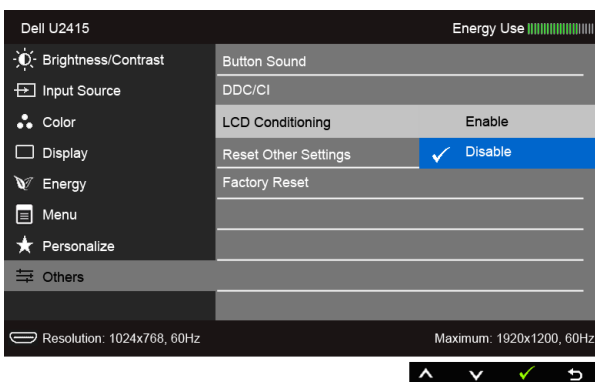 Dell U2415 Energy Use
Brightness/Contrast Button Sound
Input Source DDC/CI
Color LCD Conditioning Enable
Display Reset Other Settings Disable
Energy Factory Reset
Menu
Personalize
Others
Resolution: 1024x768, 60Hz Maximum: 1920x1200, 60Hz